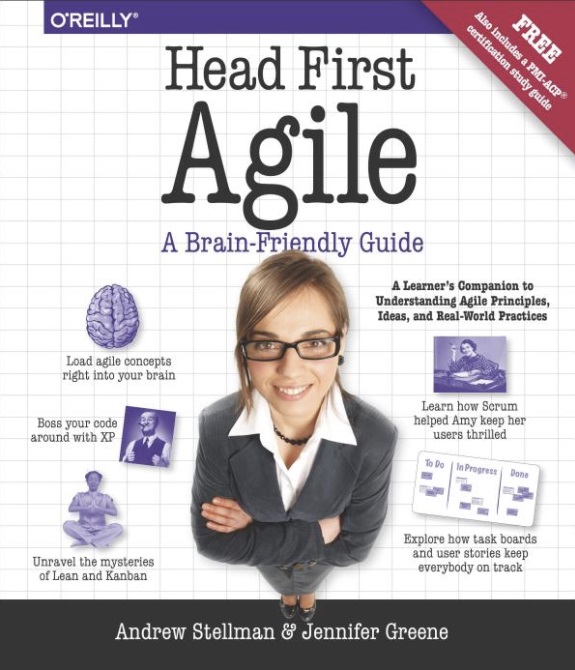 O'REILLY®
FREE
Also includes a PMI-ACP®
certification study guide
Head First
Agile
A Brain-Friendly Guide
A Learner's Companion to
Understanding Agile Principles,
Ideas, and Real-World Practices
Load agile concepts
right into your brain
Learn how Scrum
helped Amy keep her
users thrilled
Boss your code
around with XP
To Do
In Progress
Done
Unravel the mysteries
of Lean and Kanban
Explore how task boards
and user stories keep
everybody on track
Andrew Stellman & Jennifer Greene